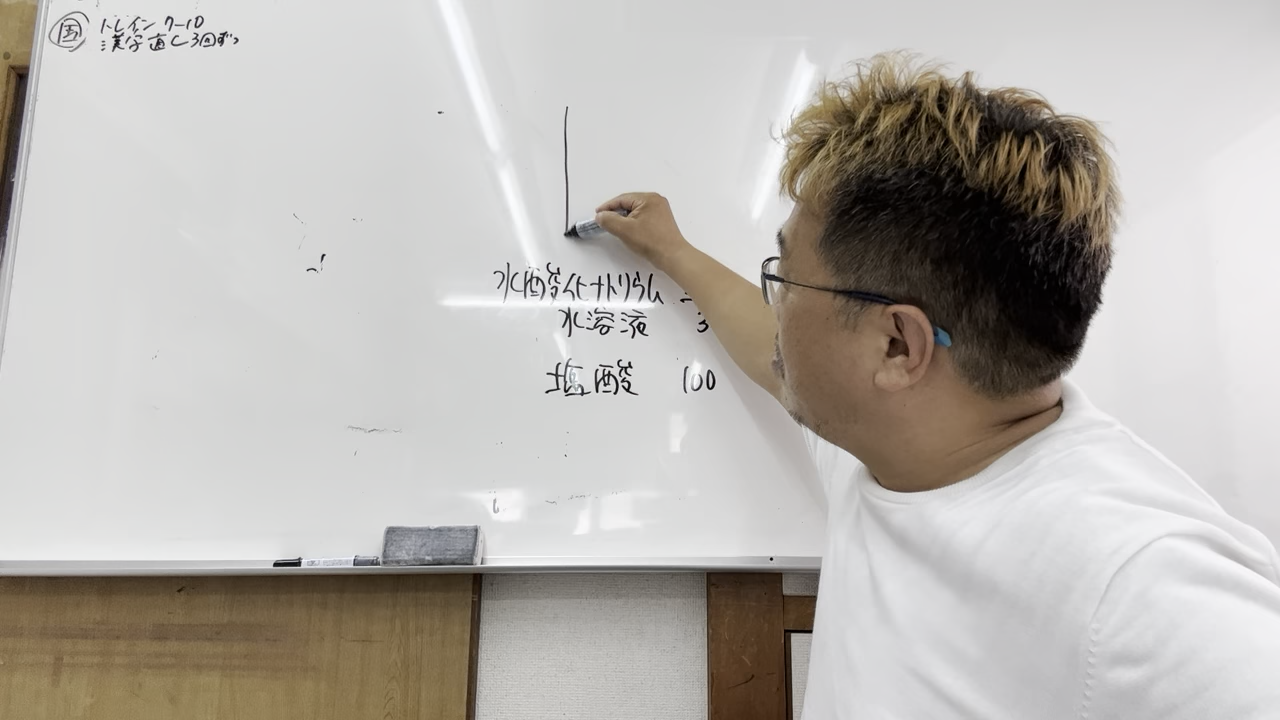 国 トレイン 7-10
漢字直し3回ずつ
水酸化ナトリウム
水溶液 3
塩酸 100